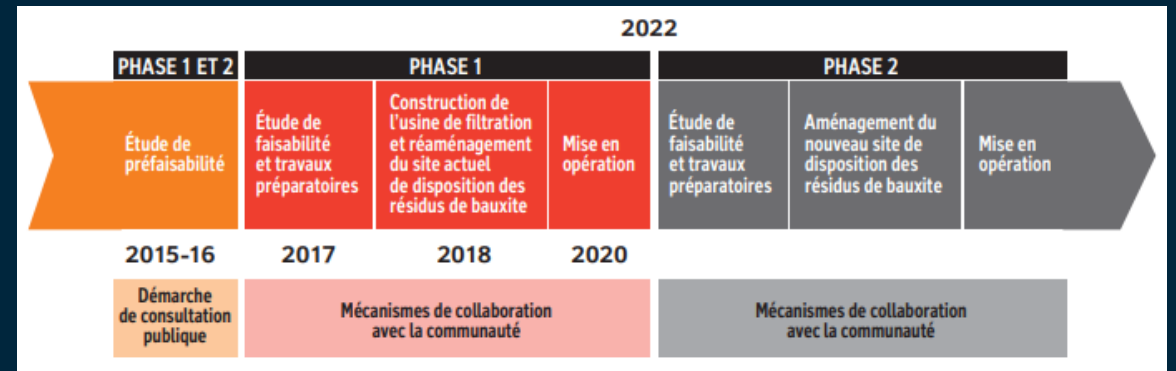 2022
PHASE 1 ET 2
PHASE 1
PHASE 2
Étude de
préfaisabilité
Étude de
faisabilité
et travaux
préparatoires
Construction de
l'usine de filtration
et réaménagement
du site actuel
de disposition des
résidus de bauxite
Mise en
opération
Étude de
faisabilité
et travaux
préparatoires
Aménagement du
nouveau site de
disposition des
résidus de bauxite
Mise en
opération
2015-16
2017
2018
2020
Démarche
de consultation
publique
Mécanismes de collaboration
avec la communauté
Mécanismes de collaboration
avec la communauté